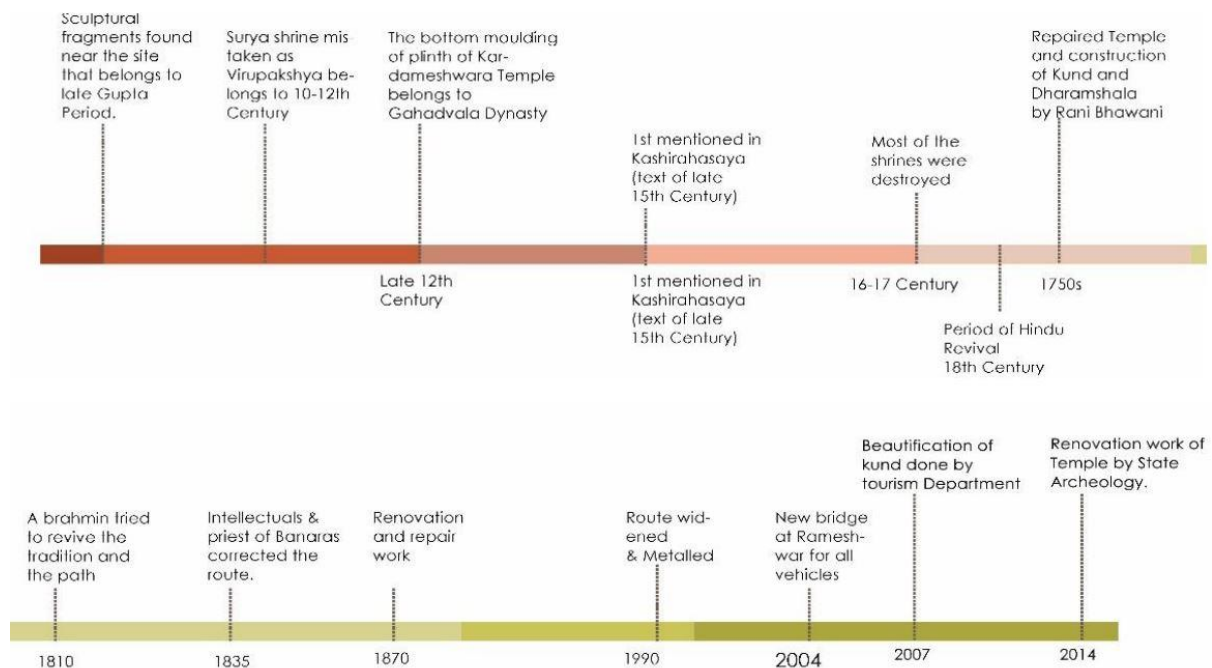 Sculptural
fragments found
near the site
that belongs to
late Gupta
Period.
Surya shrine mis
taken as
Virupakshya be-
longs to 10-12th
Century
The bottom moulding
of plinth of Kar-
dameshwara Temple
belongs to
Gahadvala Dynasty
1st mentioned in
Kashirahasaya
(text of late
15th Century)
Most of the
shrines were
destroyed
Repaired Temple
and construction
of Kund and
Dharamshala
by Rani Bhawani
Late 12th
Century
1st mentioned in
Kashirahasaya
(text of late
15th Century)
16-17 Century
Period of Hindu
Revival
18th Century
1750s
A brahmin tried
to revive the
tradition and
the path
Intellectuals &
priest of Banaras
corrected the
route.
Renovation
and repair
work
Route wid-
ened
& Metalled
New bridge
at Ramesh-
war for all
vehicles
Beautification of
kund done by
tourism Department
Renovation work of
Temple by State
Archeology.
1810
1835
1870
1990
2004
2007
2014